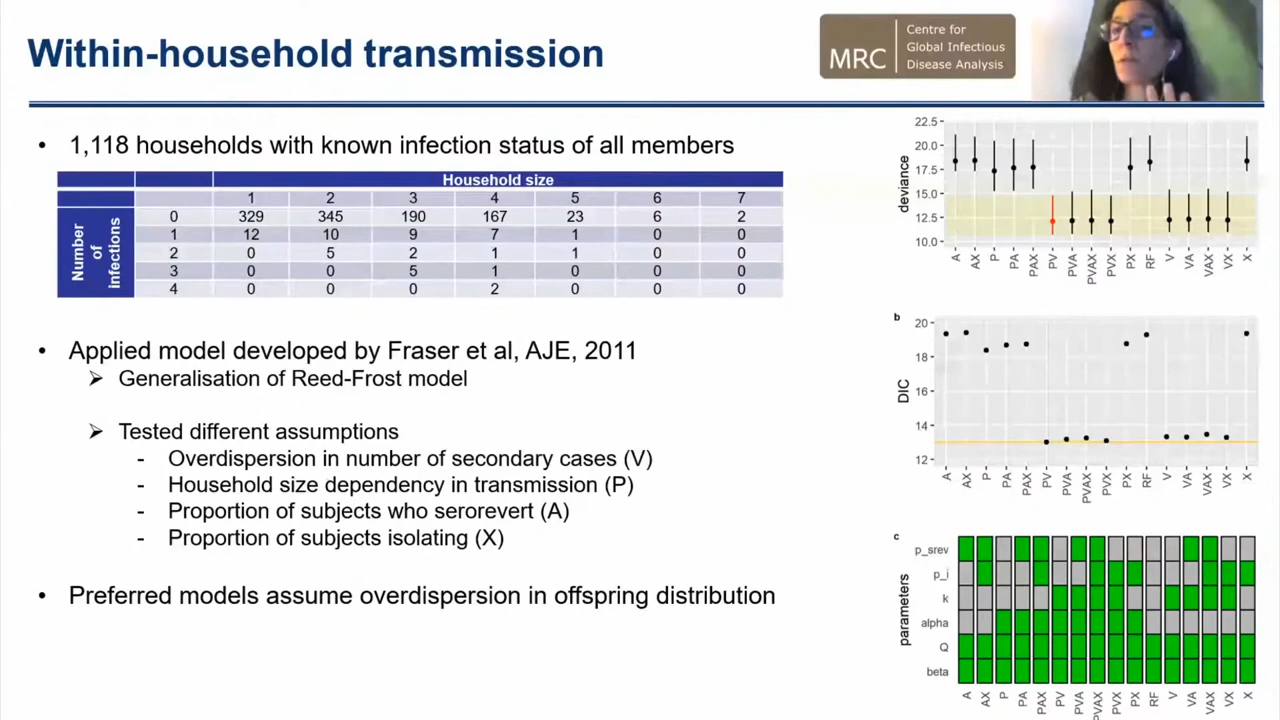 Within-household transmission
MRC
Centre for
Global Infectious
Disease Analysis
• 1,118 households with known infection status of all members
Household size
1 2 3 4 5 6 7
Number
of
infections
0 329 345 190 167 23 6 2
1 12 10 9 7 1 0 0
2 0 5 2 1 1 0 0
3 0 0 5 1 0 0 0
4 0 0 0 2 0 0 0
• Applied model developed by Fraser et al, AJE, 2011
➢ Generalisation of Reed-Frost model
➢ Tested different assumptions
- Overdispersion in number of secondary cases (V)
- Household size dependency in transmission (P)
- Proportion of subjects who serorevert (A)
- Proportion of subjects isolating (X)
• Preferred models assume overdispersion in offspring distribution
deviance
22.5
20.0
17.5
15.0
12.5
10.0
A AX P PA PAX PV PVA PVAX PVX PX RF V VA VAX VX X
b
DIC
20
18
16
14
12
A AX P PA PAX PV PVA PVAX PVX PX RF V VA VAX VX X
c
parameters
p_srev
p_i
k
alpha
Q
beta
A AX P PA PAX PV PVA PVAX PVX PX RF V VA VAX VX X